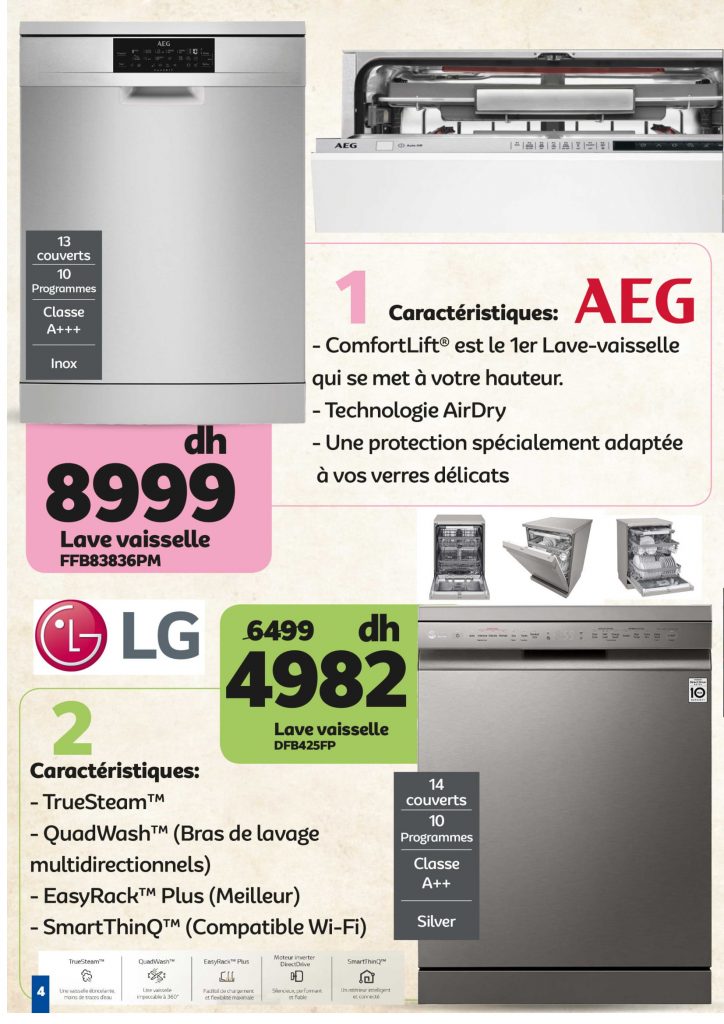 AEG
AEG
Auto Off
13
couverts
10
Programmes
Classe
A+++
Inox
1
Caractéristiques:
AEG
- ComfortLift® est le 1er Lave-vaisselle
qui se met à votre hauteur.
- Technologie AirDry
- Une protection spécialement adaptée
à vos verres délicats
dh
8999
Lave vaisselle
FFB83836PM
LG
6499 dh
4982
Lave vaisselle
DFB425FP
2
Caractéristiques:
- TrueSteam™
- QuadWash™ (Bras de lavage
multidirectionnels)
- EasyRack™ Plus (Meilleur)
- SmartThinQ™ (Compatible Wi-Fi)
14
couverts
10
Programmes
Classe
A++
Silver
10
TrueSteam™
Une vaisselle étincelante,
moins de traces d'eau
QuadWash™
Une vaisselle
impeccable à 360°
EasyRack™ Plus
Facilité de chargement
et flexibilité maximale
Moteur inverter
DirectDrive
Silencieux, performant
et fiable
SmartThinQ™
Un intérieur intelligent
et connecté
4